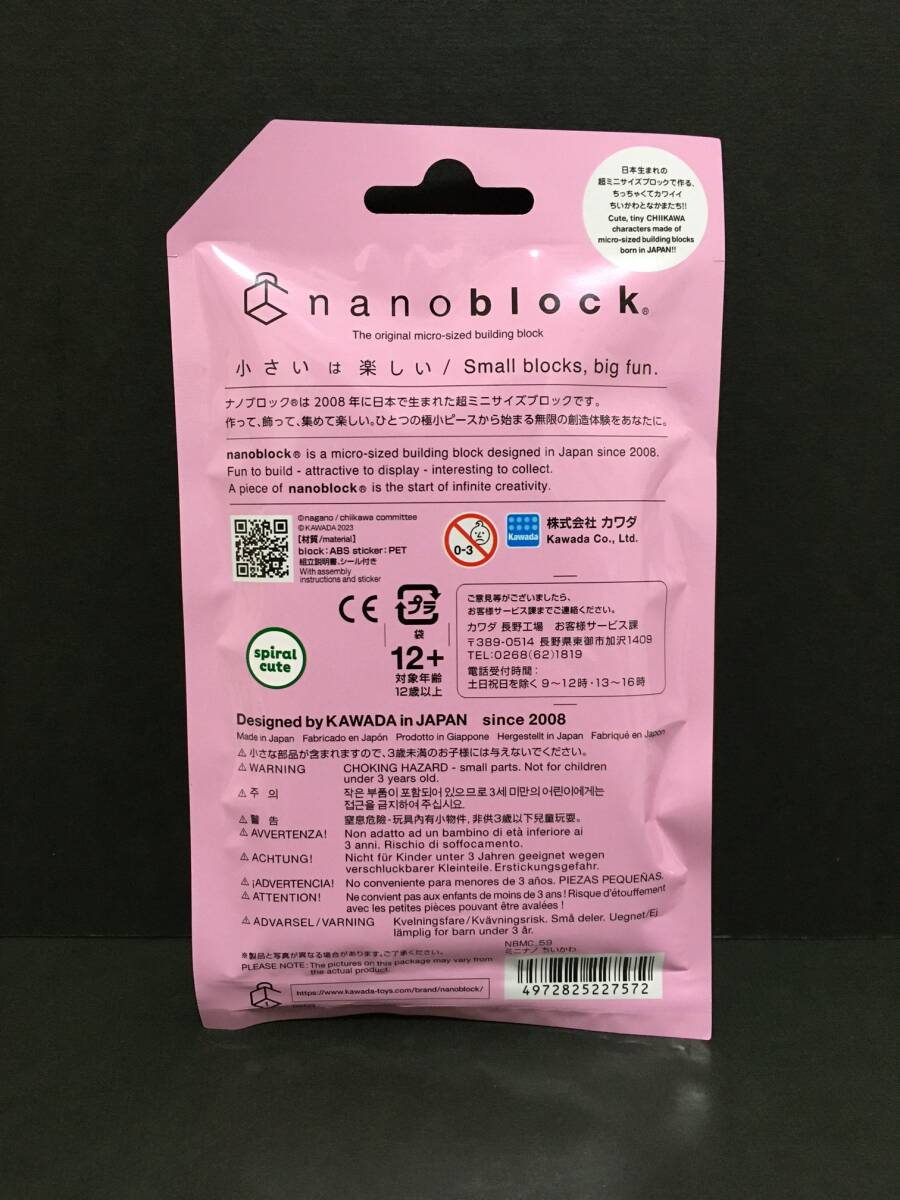 日本生まれの
超ミニサイズブロックで作る、
ちっちゃくてカワイイ
ちいかわとなかまたち!!
Cute, tiny CHIIKAWA
characters made of
micro-sized building blocks
born in JAPAN!!
nanoblock®
The original micro-sized building block
小さいは楽しい/ Small blocks, big fun.
ナノブロック®は2008年に日本で生まれた超ミニサイズブロックです。
作って、飾って、集めて楽しい。ひとつの極小ピースから始まる無限の創造体験をあなたに。
nanoblock® is a micro-sized building block designed in Japan since 2008.
Fun to build - attractive to display - interesting to collect.
A piece of nanoblock® is the start of infinite creativity.
©nagano / chiikawa committee
©KAWADA 2023
【材質/material】
block:ABS sticker:PET
組立説明書、シール付き
With assembly
instructions and sticker
0-3
Kawada
株式会社 カワダ
Kawada Co., Ltd.
CE
プラ
袋
12+
対象年齢
12歳以上
spiral
cute
ご意見等がございましたら、
お客様サービス課までご連絡ください。
カワダ 長野工場 お客様サービス課
〒389-0514 長野県東御市加沢1409
TEL:0268(62)1819
電話受付時間:
土日祝日を除く 9～12時・13～16時
Designed by KAWADA in JAPAN since 2008
Made in Japan Fabricado en Japón Prodotto in Giappone Hergestellt in Japan Fabriqué en Japon
⚠小さな部品が含まれますので、3歳未満のお子様には与えないでください。
⚠WARNING CHOKING HAZARD - small parts. Not for children
under 3 years old.
⚠주 의 작은 부품이 포함되어 있으므로 3세 미만의 어린이에게는
접근을 금지하여 주십시요.
⚠警 告 窒息危險-玩具內有小物件，非供3歲以下兒童玩耍。
⚠AVVERTENZA! Non adatto ad un bambino di età inferiore ai
3 anni. Rischio di soffocamento.
⚠ACHTUNG! Nicht für Kinder unter 3 Jahren geeignet wegen
verschluckbarer Kleinteile. Erstickungsgefahr.
⚠¡ADVERTENCIA! No conveniente para menores de 3 años. PIEZAS PEQUEÑAS.
⚠ATTENTION! Ne convient pas aux enfants de moins de 3 ans! Risque d'étouffement
avec les petites pièces pouvant être avalées!
⚠ADVARSEL/VARNING Kvelningsfare/Kvävningsrisk. Små deler. Uegnet/Ej
lämplig for barn under 3 år.
※製品と写真が異なる場合があります。ご了承ください。
PLEASE NOTE: The pictures on this package may vary from
the actual product.
NBMC_59
ミニナノ ちいかわ
https://www.kawada-toys.com/brand/nanoblock/
4972825227572